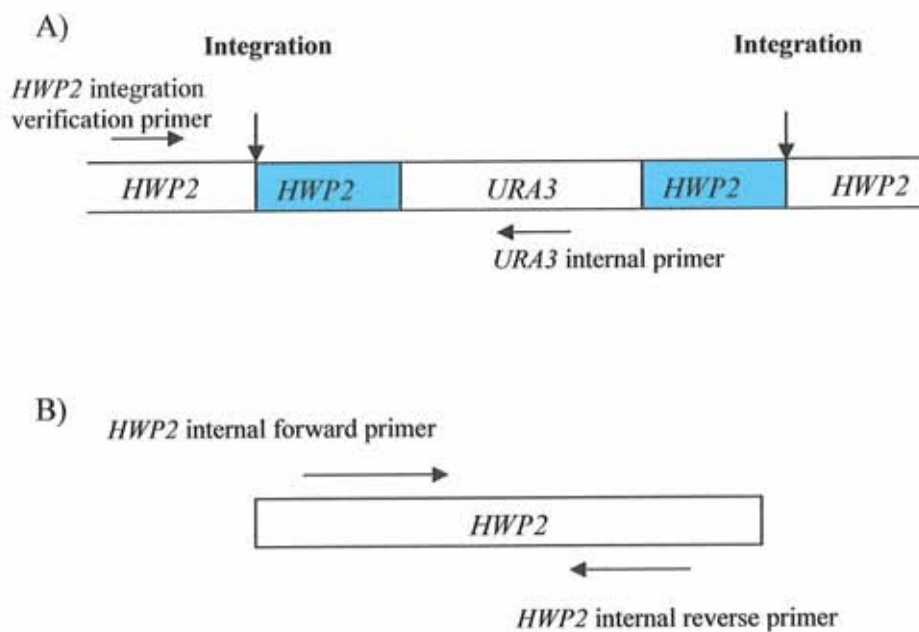 A)
Integration
Integration
HWP2 integration
verification primer
HWP2
HWP2
URA3
HWP2
HWP2
URA3 internal primer
B)
HWP2 internal forward primer
HWP2
HWP2 internal reverse primer